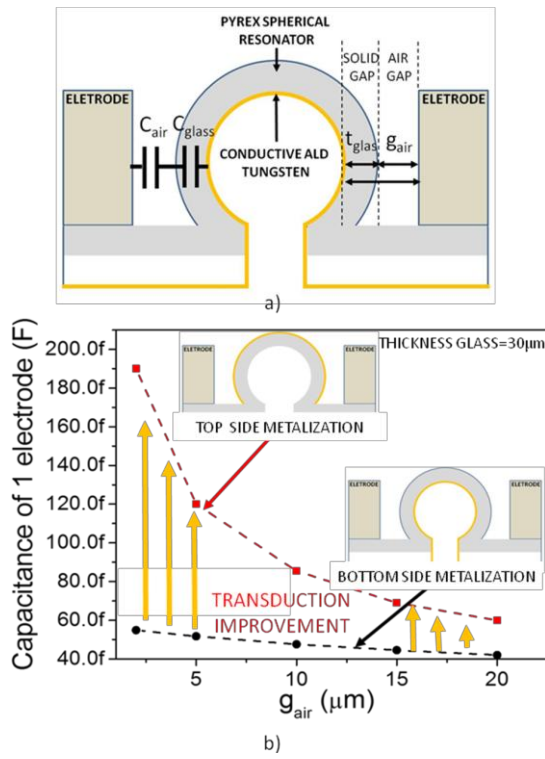 PYREX SPHERICAL
RESONATOR
SOLID
GAP
AIR
GAP
ELETRODE
ELETRODE
Cair
Cglass
tglas
gair
CONDUCTIVE ALD
TUNGSTEN
a)
THICKNESS GLASS=30μm
200.0f
180.0f
160.0f
140.0f
120.0f
100.0f
80.0f
60.0f
40.0f
Capacitance of 1 electrode (F)
ELETRODE
ELETRODE
TOP SIDE METALIZATION
ELETRODE
ELETRODE
BOTTOM SIDE METALIZATION
TRANSDUCTION
IMPROVEMENT
5
10
15
20
gair (μm)
b)